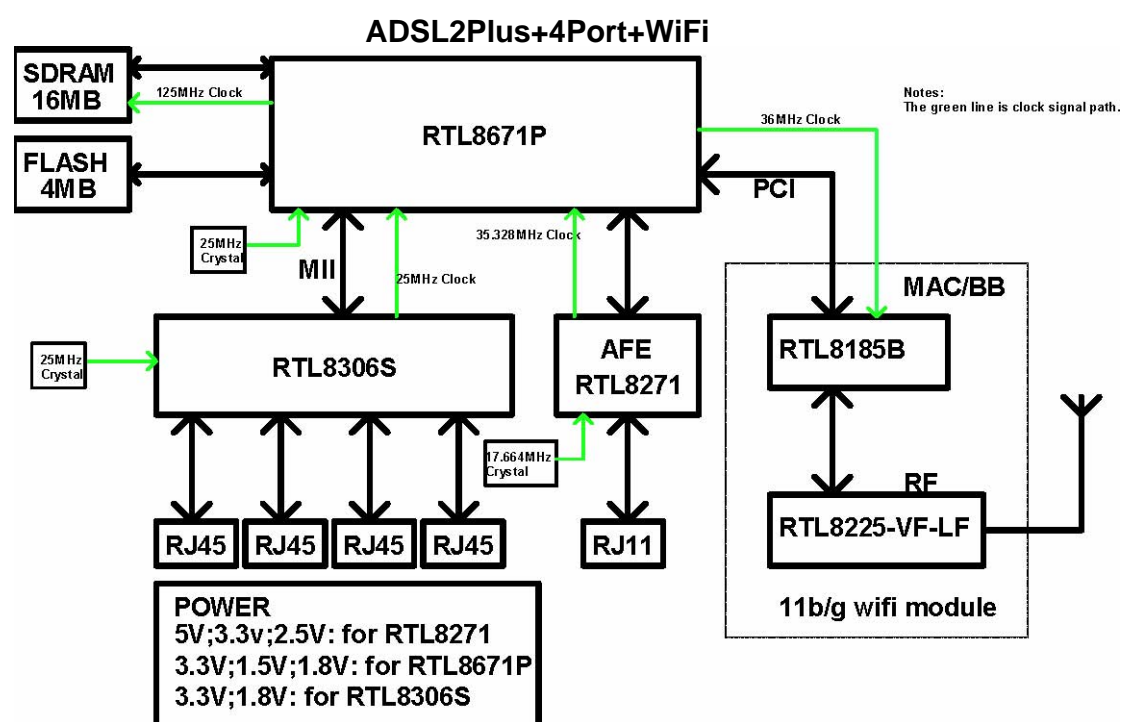 ADSL2Plus+4Port+WiFi
SDRAM
16MB
125MHz Clock
RTL8671P
Notes:
The green line is clock signal path.
36MHz Clock
FLASH
4MB
PCI
25MHz
Crystal
MII
25MHz Clock
35.328MHz Clock
MAC/BB
25MHz
Crystal
RTL8306S
AFE
RTL8271
RTL8185B
17.664MHz
Crystal
RF
RTL8225-VF-LF
RJ45
RJ45
RJ45
RJ45
RJ11
11b/g wifi module
POWER
5V;3.3v;2.5V: for RTL8271
3.3V;1.5V;1.8V: for RTL8671P
3.3V;1.8V: for RTL8306S